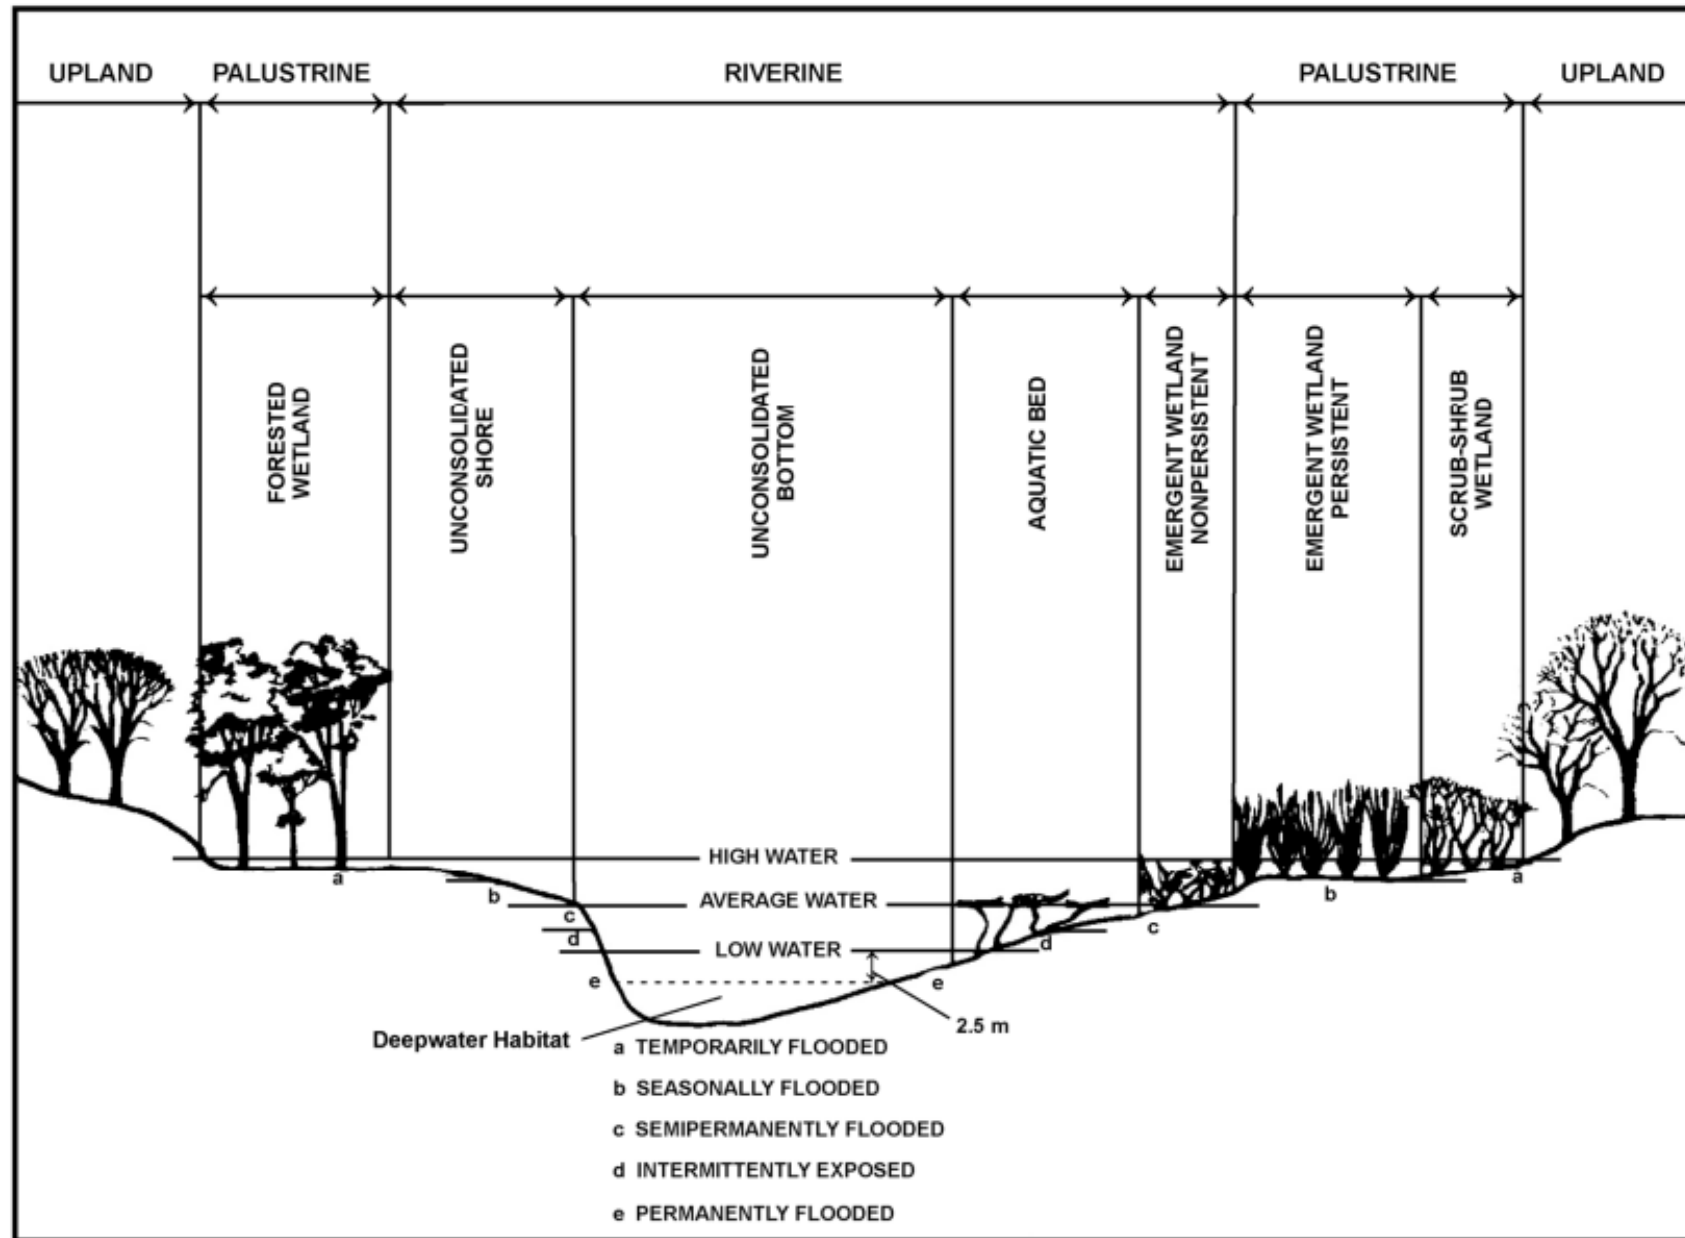 UPLAND PALUSTRINE RIVERINE PALUSTRINE UPLAND
FORESTED
WETLAND
UNCONSOLIDATED
SHORE
UNCONSOLIDATED
BOTTOM
AQUATIC BED
EMERGENT WETLAND
NONPERSISTENT
EMERGENT WETLAND
PERSISTENT
SCRUB-SHRUB
WETLAND
HIGH WATER
a
a
b
b
AVERAGE WATER
c
c
d
d
LOW WATER
e
e
2.5 m
Deepwater Habitat
a TEMPORARILY FLOODED
b SEASONALLY FLOODED
c SEMIPERMANENTLY FLOODED
d INTERMITTENTLY EXPOSED
e PERMANENTLY FLOODED